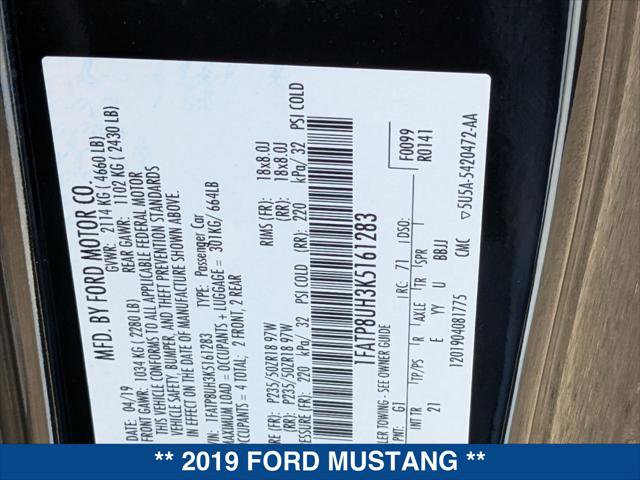 MFD. BY FORD MOTOR CO.
DATE: 04/19 GVWR: 2114 KG ( 4660 LB)
FRONT GAWR: 1034 KG ( 2280 LB) REAR GAWR: 1102 KG ( 2430 LB)
THIS VEHICLE CONFORMS TO ALL APPLICABLE FEDERAL MOTOR
VEHICLE SAFETY, BUMPER, AND THEFT PREVENTION STANDARDS
IN EFFECT ON THE DATE OF MANUFACTURE SHOWN ABOVE.
VIN: 1FATP8UH3K5161283 TYPE: Passenger Car
MAXIMUM LOAD = OCCUPANTS + LUGGAGE = 301KG/ 664LB
OCCUPANTS = 4 TOTAL; 2 FRONT, 2 REAR
(FR): P235/50ZR18 97W RIMS (FR): 18x8.0J
(RR): P235/50ZR18 97W (RR): 18x8.0J
(FR): 220 kPa/ 32 PSI COLD (RR): 220 kPa/ 32 PSI COLD
1FATP8UH3K5161283
TOWING - SEE OWNER GUIDE F0099
PNT: G1 RC: 71 DSO: R0141
INT TR TP/PS R AXLE TR SPR
21 E YY U BBJJ
1201904081775 CMC ▽5U5A-5420472-AA
** 2019 FORD MUSTANG **